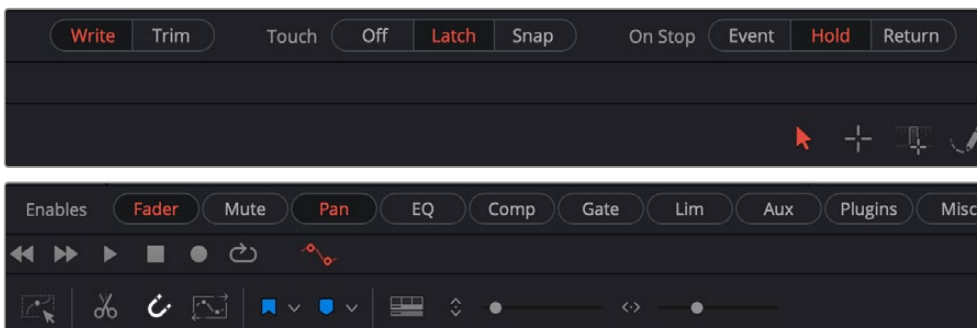 Write Trim Touch Off Latch Snap On Stop Event Hold Return
Enables Fader Mute Pan EQ Comp Gate Lim Aux Plugins Misc